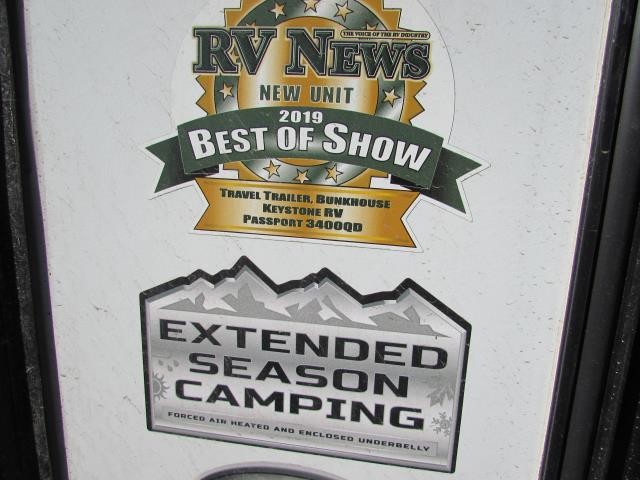 THE VOICE OF THE RV INDUSTRY
RV NEWS
NEW UNIT
2019
BEST OF SHOW
TRAVEL TRAILER, BUNKHOUSE
KEYSTONE RV
PASSPORT 3400QD
EXTENDED
SEASON
CAMPING
FORCED AIR HEATED AND ENCLOSED UNDERBELLY